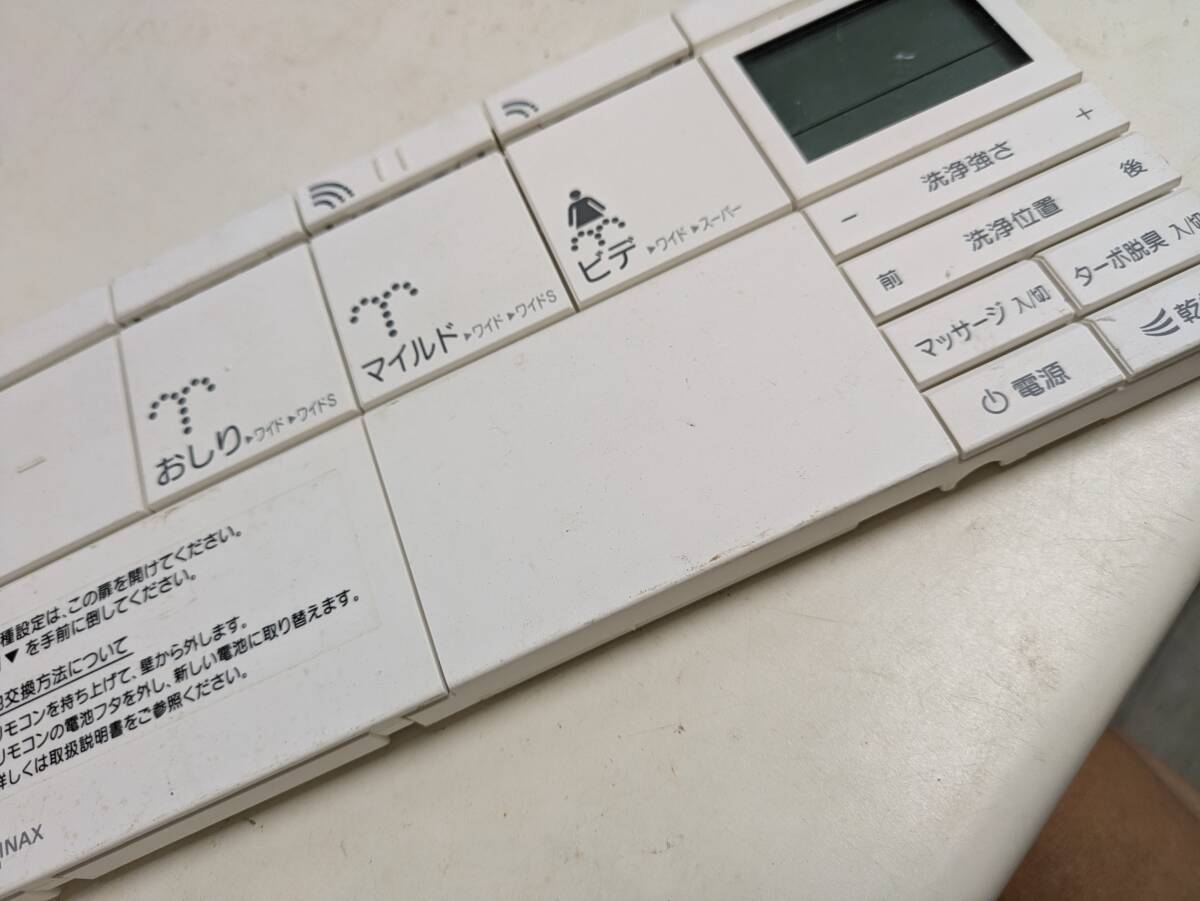 おしり▶ワイド▶ワイドS
マイルド▶ワイド▶ワイドS
ビデ▶ワイド▶スーパー
－ 洗浄強さ ＋
前 洗浄位置 後
マッサージ 入/切
ターボ脱臭 入/切
電源
乾
種設定は、この扉を開けてください。
▼を手前に倒してください。
交換方法について
リモコンを持ち上げて、壁から外します。
リモコンの電池フタを外し、新しい電池に取り替えます。
詳しくは取扱説明書をご参照ください。
INAX